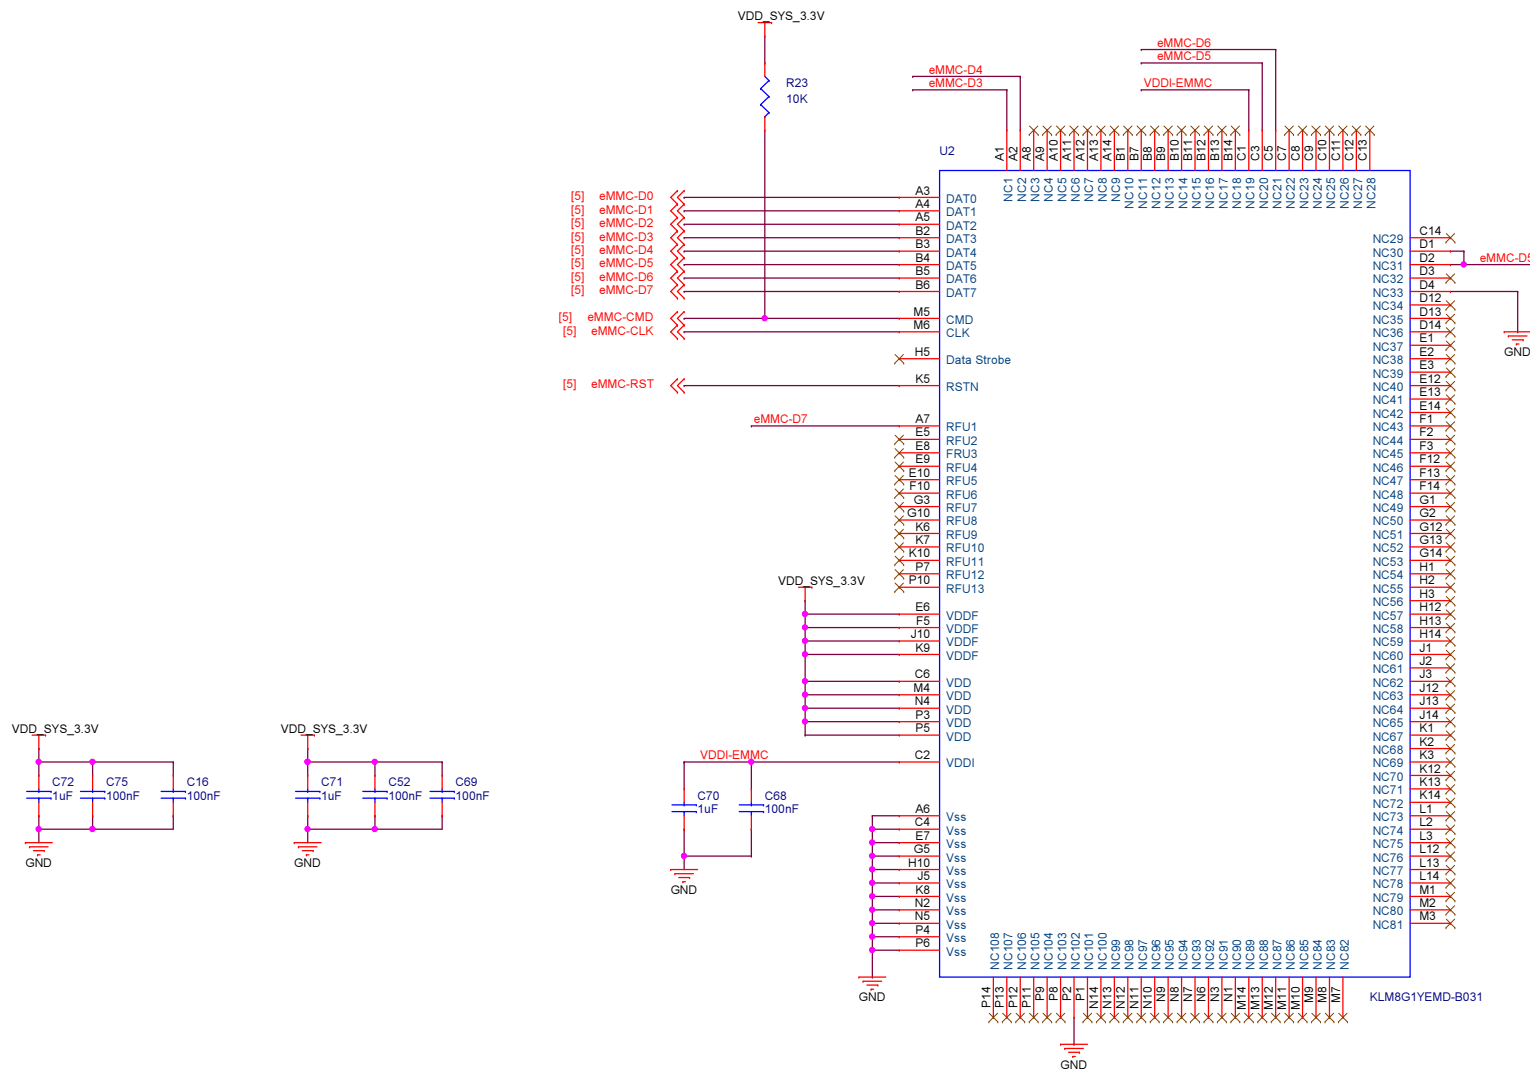 VDD_SYS_3.3V
R23
10K
eMMC-D4
eMMC-D3
eMMC-D6
eMMC-D5
VDDI-EMMC
U2
A1
A2
A8
A9
A10
A11
A12
A13
A14
B1
B7
B8
B9
B10
B11
B12
B13
B14
C1
C3
C5
C7
C8
C9
C10
C11
C12
C13
NC1
NC2
NC3
NC4
NC5
NC6
NC7
NC8
NC9
NC10
NC11
NC12
NC13
NC14
NC15
NC16
NC17
NC18
NC19
NC20
NC21
NC22
NC23
NC24
NC25
NC26
NC27
NC28
[5] eMMC-D0 A3 DAT0
[5] eMMC-D1 A4 DAT1
[5] eMMC-D2 A5 DAT2
[5] eMMC-D3 B2 DAT3
[5] eMMC-D4 B3 DAT4
[5] eMMC-D5 B4 DAT5
[5] eMMC-D6 B5 DAT6
[5] eMMC-D7 B6 DAT7
[5] eMMC-CMD M5 CMD
[5] eMMC-CLK M6 CLK
H5 Data Strobe
[5] eMMC-RST K5 RSTN
eMMC-D7 A7 RFU1
E5 RFU2
E8 FRU3
E9 RFU4
E10 RFU5
F10 RFU6
G3 RFU7
G10 RFU8
K6 RFU9
K7 RFU10
K10 RFU11
P7 RFU12
P10 RFU13
VDD_SYS_3.3V
E6 VDDF
F5 VDDF
J10 VDDF
K9 VDDF
C6 VDD
M4 VDD
N4 VDD
P3 VDD
P5 VDD
VDDI-EMMC C2 VDDI
C70
1uF
C68
100nF
GND
A6 Vss
C4 Vss
E7 Vss
G5 Vss
H10 Vss
J5 Vss
K8 Vss
N2 Vss
N5 Vss
P4 Vss
P6 Vss
GND
NC29 C14
NC30 D1
NC31 D2 eMMC-D5
NC32 D3
NC33 D4
NC34 D12
NC35 D13
NC36 D14
NC37 E1
NC38 E2
NC39 E3
NC40 E12
NC41 E13
NC42 E14
NC43 F1
NC44 F2
NC45 F3
NC46 F12
NC47 F13
NC48 F14
NC49 G1
NC50 G2
NC51 G12
NC52 G13
NC53 G14
NC54 H1
NC55 H2
NC56 H3
NC57 H12
NC58 H13
NC59 H14
NC60 J1
NC61 J2
NC62 J3
NC63 J12
NC64 J13
NC65 J14
NC67 K1
NC68 K2
NC69 K3
NC70 K12
NC71 K13
NC72 K14
NC73 L1
NC74 L2
NC75 L3
NC76 L12
NC77 L13
NC78 L14
NC79 M1
NC80 M2
NC81 M3
GND
NC108
NC107
NC106
NC105
NC104
NC103
NC102
NC101
NC100
NC99
NC98
NC97
NC96
NC95
NC94
NC93
NC92
NC91
NC90
NC89
NC88
NC87
NC86
NC85
NC84
NC83
NC82
P14
P13
P12
P11
P9
P8
P2
P1
N14
N13
N12
N11
N10
N9
N8
N7
N6
N3
N1
M14
M13
M12
M11
M10
M9
M8
M7
KLM8G1YEMD-B031
GND
VDD_SYS_3.3V
C72
1uF
C75
100nF
C16
100nF
GND
VDD_SYS_3.3V
C71
1uF
C52
100nF
C69
100nF
GND